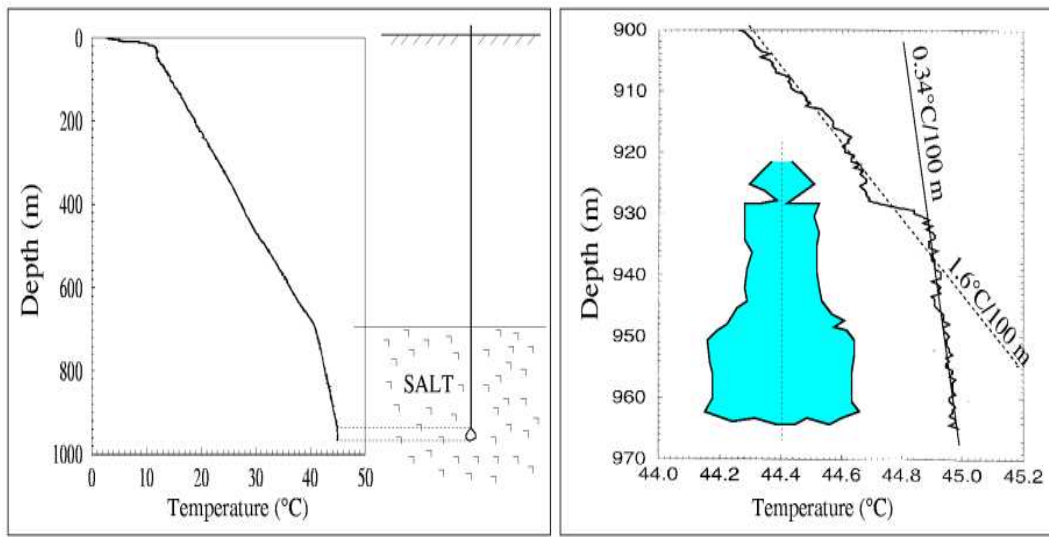 0
200
400
600
800
1000
Depth (m)
0 10 20 30 40 50
Temperature (°C)
SALT
900
910
920
930
940
950
960
970
Depth (m)
44.0 44.2 44.4 44.6 44.8 45.0 45.2
Temperature (°C)
0.34°C/100 m
1.6°C/100 m